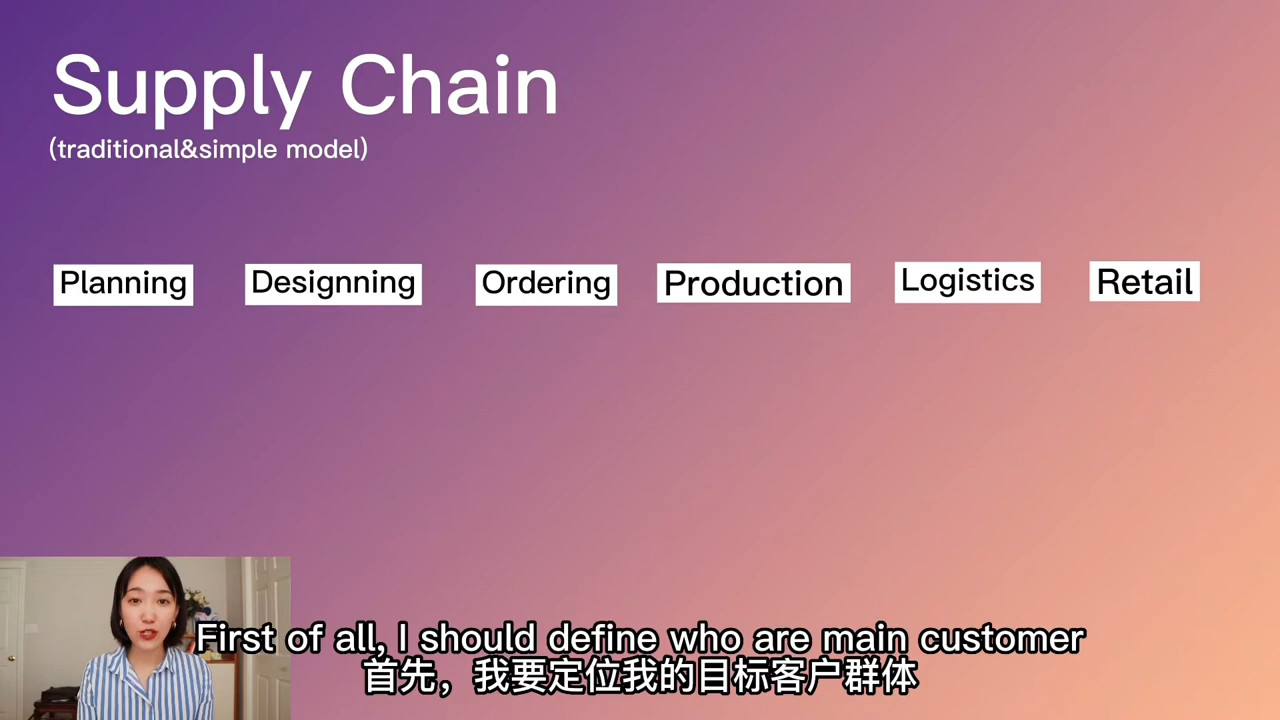 Supply Chain
(traditional&simple model)
Planning Designning Ordering Production Logistics Retail
First of all, I should define who are main customer
首先，我要定位我的目标客户群体